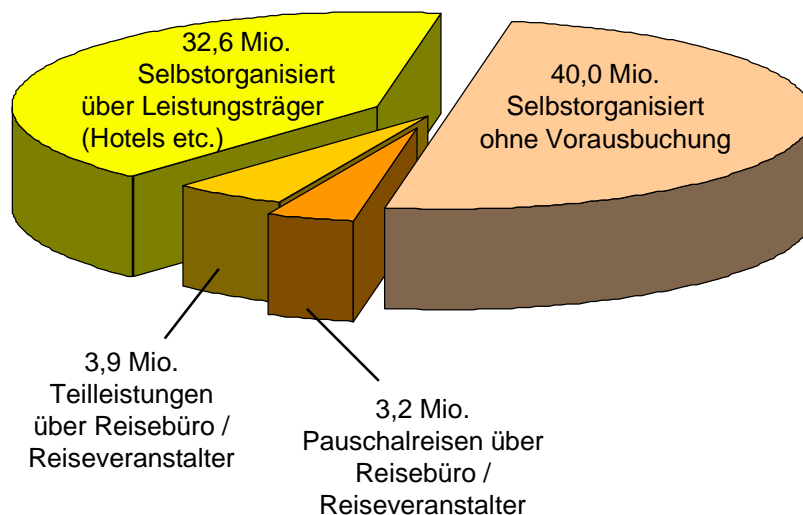 32,6 Mio.
Selbstorganisiert
über Leistungsträger
(Hotels etc.)
40,0 Mio.
Selbstorganisiert
ohne Vorausbuchung
3,9 Mio.
Teilleistungen
über Reisebüro /
Reiseveranstalter
3,2 Mio.
Pauschalreisen über
Reisebüro /
Reiseveranstalter